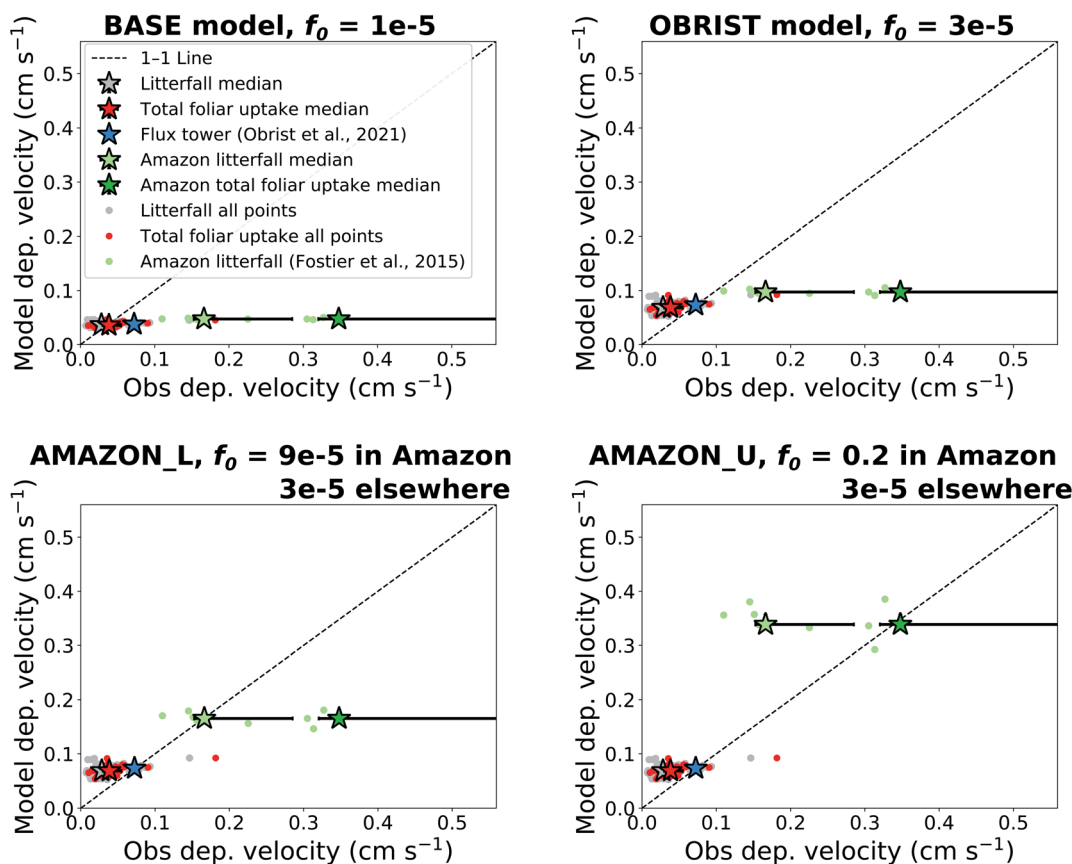 BASE model, f₀ = 1e-5
Model dep. velocity (cm s⁻¹)
0.5
0.4
0.3
0.2
0.1
0.0
1–1 Line
Litterfall median
Total foliar uptake median
Flux tower (Obrist et al., 2021)
Amazon litterfall median
Amazon total foliar uptake median
Litterfall all points
Total foliar uptake all points
Amazon litterfall (Fostier et al., 2015)
0.0 0.1 0.2 0.3 0.4 0.5
Obs dep. velocity (cm s⁻¹)
OBRIST model, f₀ = 3e-5
Model dep. velocity (cm s⁻¹)
0.5
0.4
0.3
0.2
0.1
0.0
0.0 0.1 0.2 0.3 0.4 0.5
Obs dep. velocity (cm s⁻¹)
AMAZON_L, f₀ = 9e-5 in Amazon
3e-5 elsewhere
Model dep. velocity (cm s⁻¹)
0.5
0.4
0.3
0.2
0.1
0.0
0.0 0.1 0.2 0.3 0.4 0.5
Obs dep. velocity (cm s⁻¹)
AMAZON_U, f₀ = 0.2 in Amazon
3e-5 elsewhere
Model dep. velocity (cm s⁻¹)
0.5
0.4
0.3
0.2
0.1
0.0
0.0 0.1 0.2 0.3 0.4 0.5
Obs dep. velocity (cm s⁻¹)